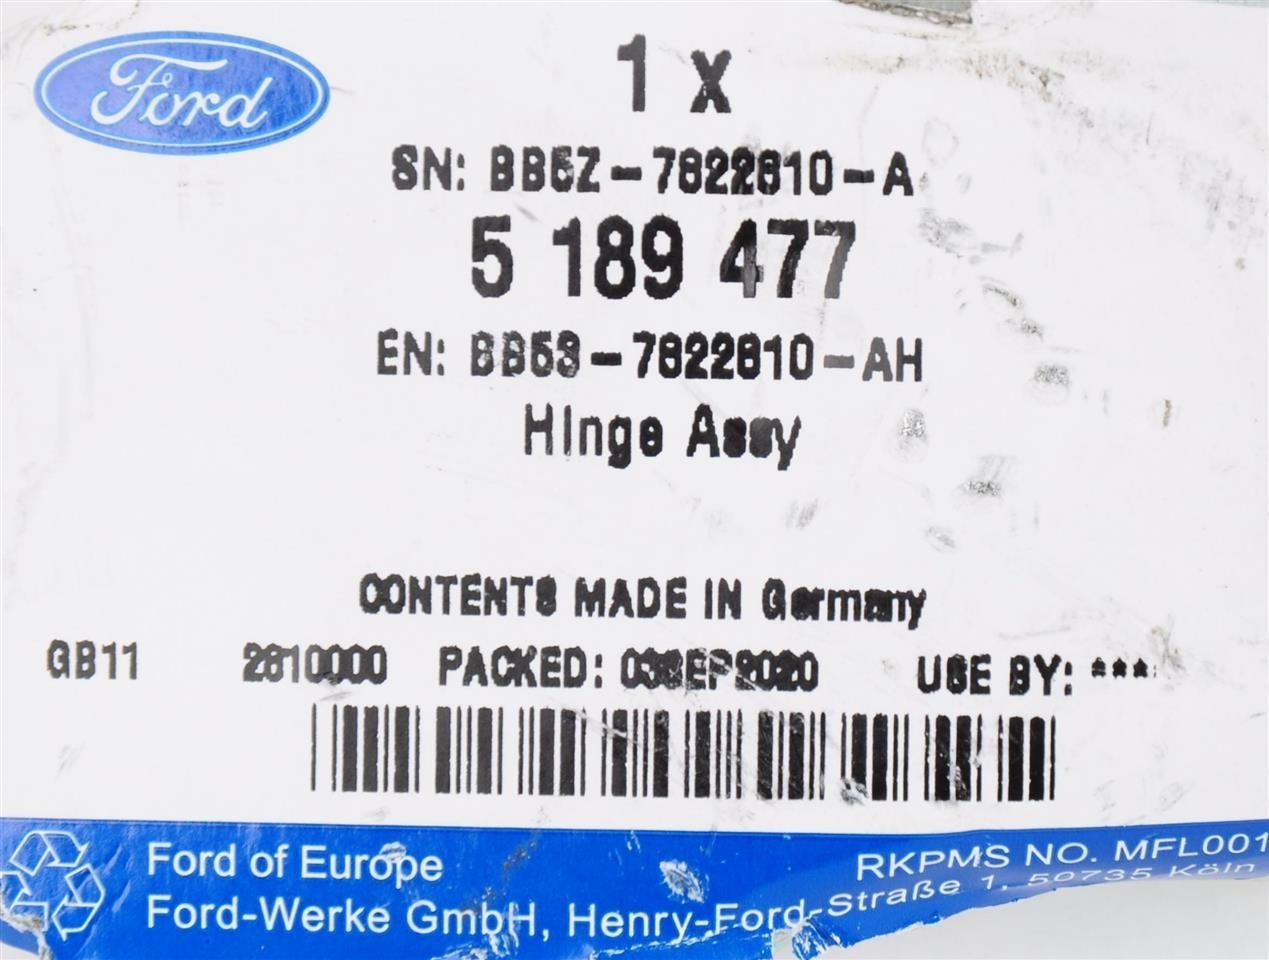 Ford
1 x
SN: BB5Z-7822810-A
5 189 477
EN: BB53-7822810-AH
Hinge Assy
CONTENTS MADE IN Germany
GB11 2610000 PACKED: 03SEP2020 USE BY: ***
Ford of Europe RKPMS NO. MFL001
Ford-Werke GmbH, Henry-Ford-Straße 1, 50735 Köln